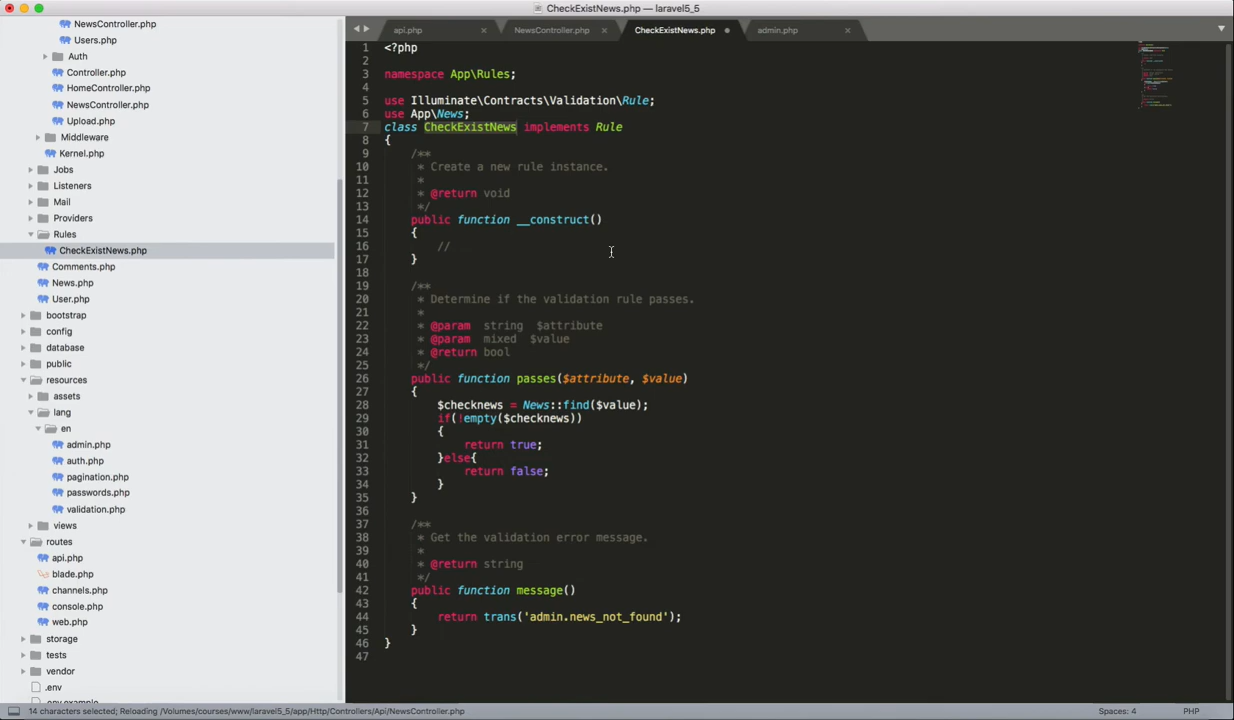 CheckExistNews.php — laravel5_5
NewsController.php
Users.php
Auth
Controller.php
HomeController.php
NewsController.php
Upload.php
Middleware
Kernel.php
Jobs
Listeners
Mail
Providers
Rules
CheckExistNews.php
Comments.php
News.php
User.php
bootstrap
config
database
public
resources
assets
lang
en
admin.php
auth.php
pagination.php
passwords.php
validation.php
views
routes
api.php
blade.php
channels.php
console.php
web.php
storage
tests
vendor
.env
.env.example
api.php × NewsController.php × CheckExistNews.php admin.php ×
1 <?php
2
3 namespace App\Rules;
4
5 use Illuminate\Contracts\Validation\Rule;
6 use App\News;
7 class CheckExistNews implements Rule
8 {
9 /**
10 * Create a new rule instance.
11 *
12 * @return void
13 */
14 public function __construct()
15 {
16 //
17 }
18
19 /**
20 * Determine if the validation rule passes.
21 *
22 * @param string $attribute
23 * @param mixed $value
24 * @return bool
25 */
26 public function passes($attribute, $value)
27 {
28 $checknews = News::find($value);
29 if(!empty($checknews))
30 {
31 return true;
32 }else{
33 return false;
34 }
35 }
36
37 /**
38 * Get the validation error message.
39 *
40 * @return string
41 */
42 public function message()
43 {
44 return trans('admin.news_not_found');
45 }
46 }
47
14 characters selected; Reloading /Volumes/courses/www/laravel5_5/app/Http/Controllers/Api/NewsController.php Spaces: 4 PHP